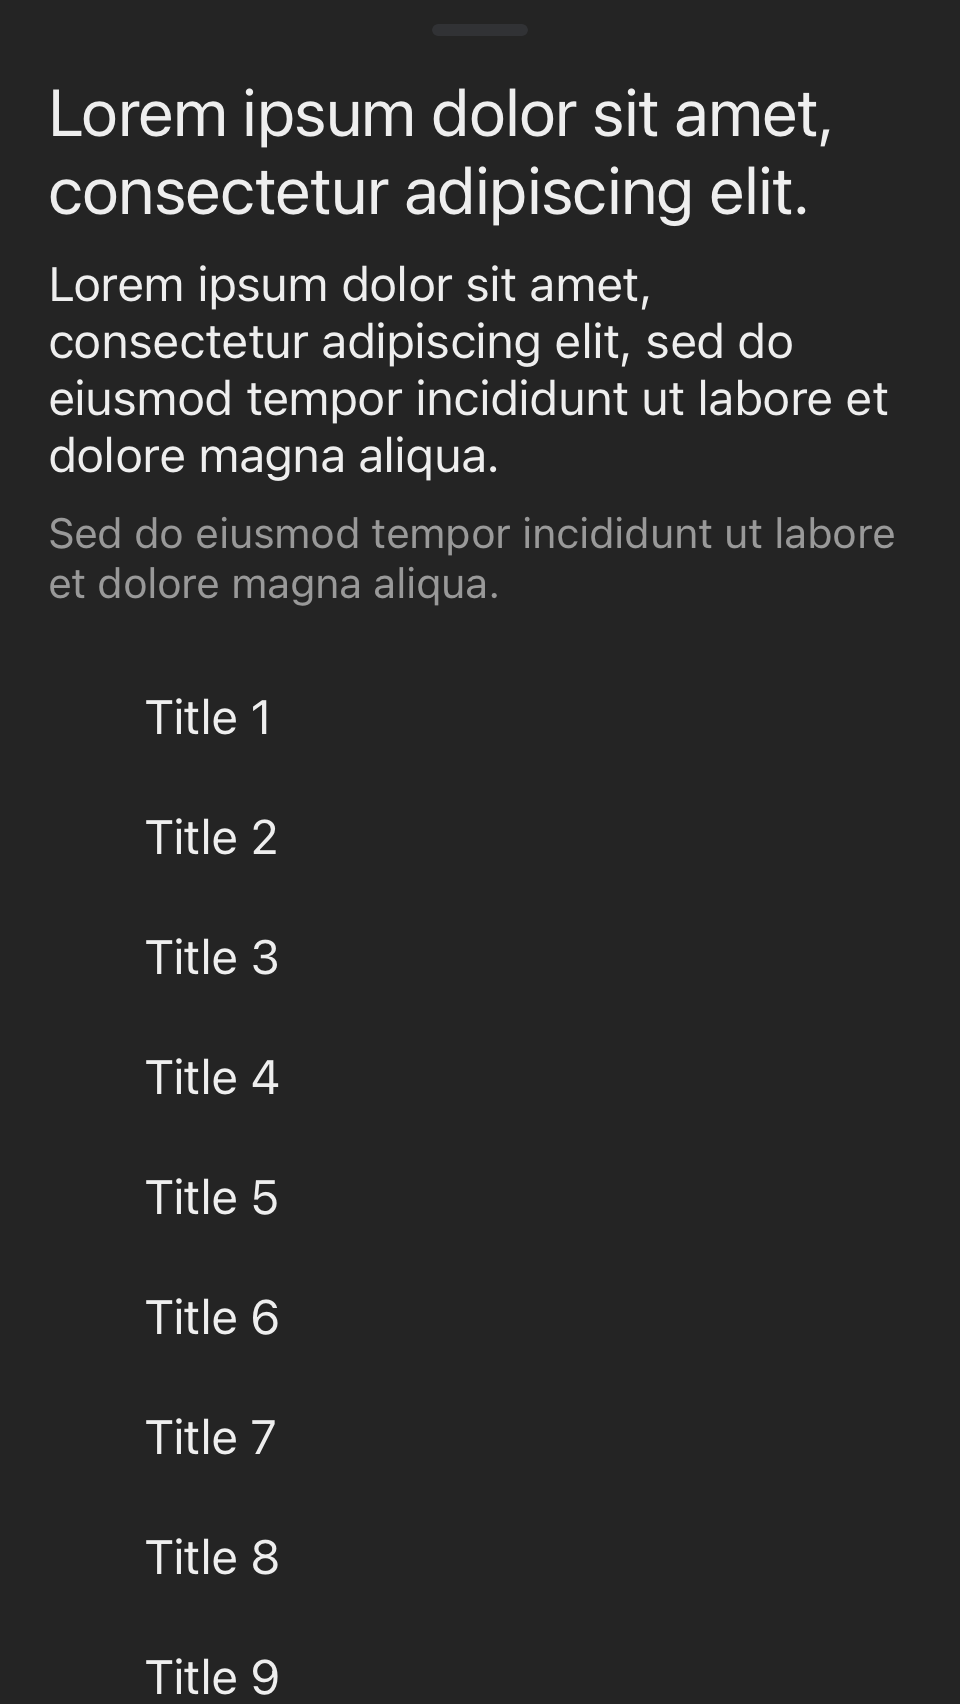 Lorem ipsum dolor sit amet,
consectetur adipiscing elit.
Lorem ipsum dolor sit amet,
consectetur adipiscing elit, sed do
eiusmod tempor incididunt ut labore et
dolore magna aliqua.
Sed do eiusmod tempor incididunt ut labore
et dolore magna aliqua.
Title 1
Title 2
Title 3
Title 4
Title 5
Title 6
Title 7
Title 8
Title 9